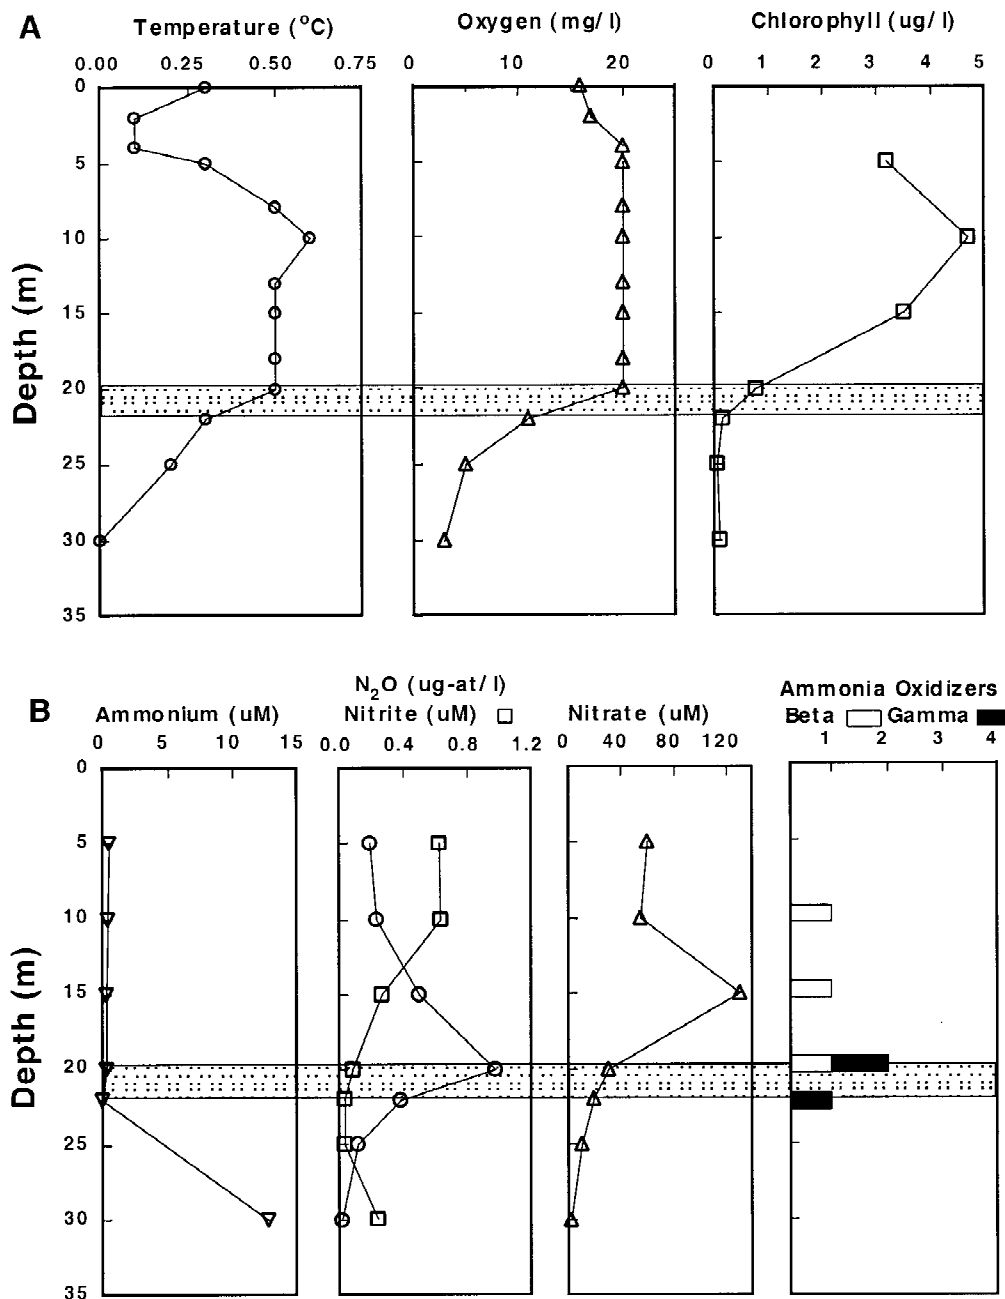 A
Temperature (°C)
Oxygen (mg/l)
Chlorophyll (ug/l)
0.00 0.25 0.50 0.75
0 10 20
0 1 2 3 4 5
0
5
10
15
20
25
30
35
Depth (m)
B
Ammonium (uM)
N2O (ug-at/l)
Nitrite (uM)
Nitrate (uM)
Ammonia Oxidizers
Beta Gamma
0 5 10 15
0.0 0.4 0.8 1.2
0 40 80 120
1 2 3 4
0
5
10
15
20
25
30
35
Depth (m)